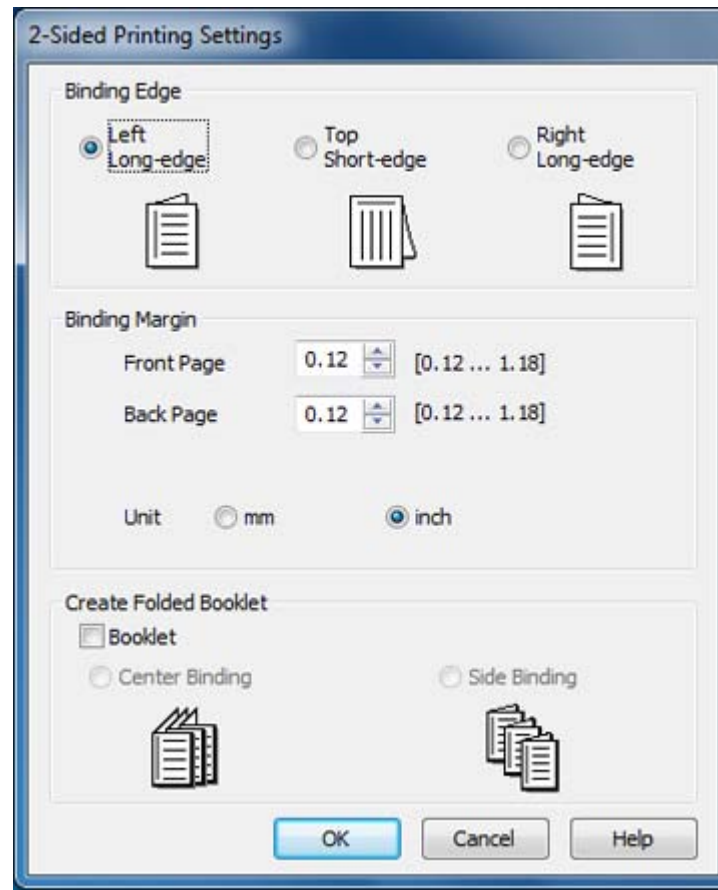 2-Sided Printing Settings
Binding Edge
Left
Long-edge
Top
Short-edge
Right
Long-edge
Binding Margin
Front Page 0.12 [0.12 ... 1.18]
Back Page 0.12 [0.12 ... 1.18]
Unit mm inch
Create Folded Booklet
Booklet
Center Binding Side Binding
OK Cancel Help